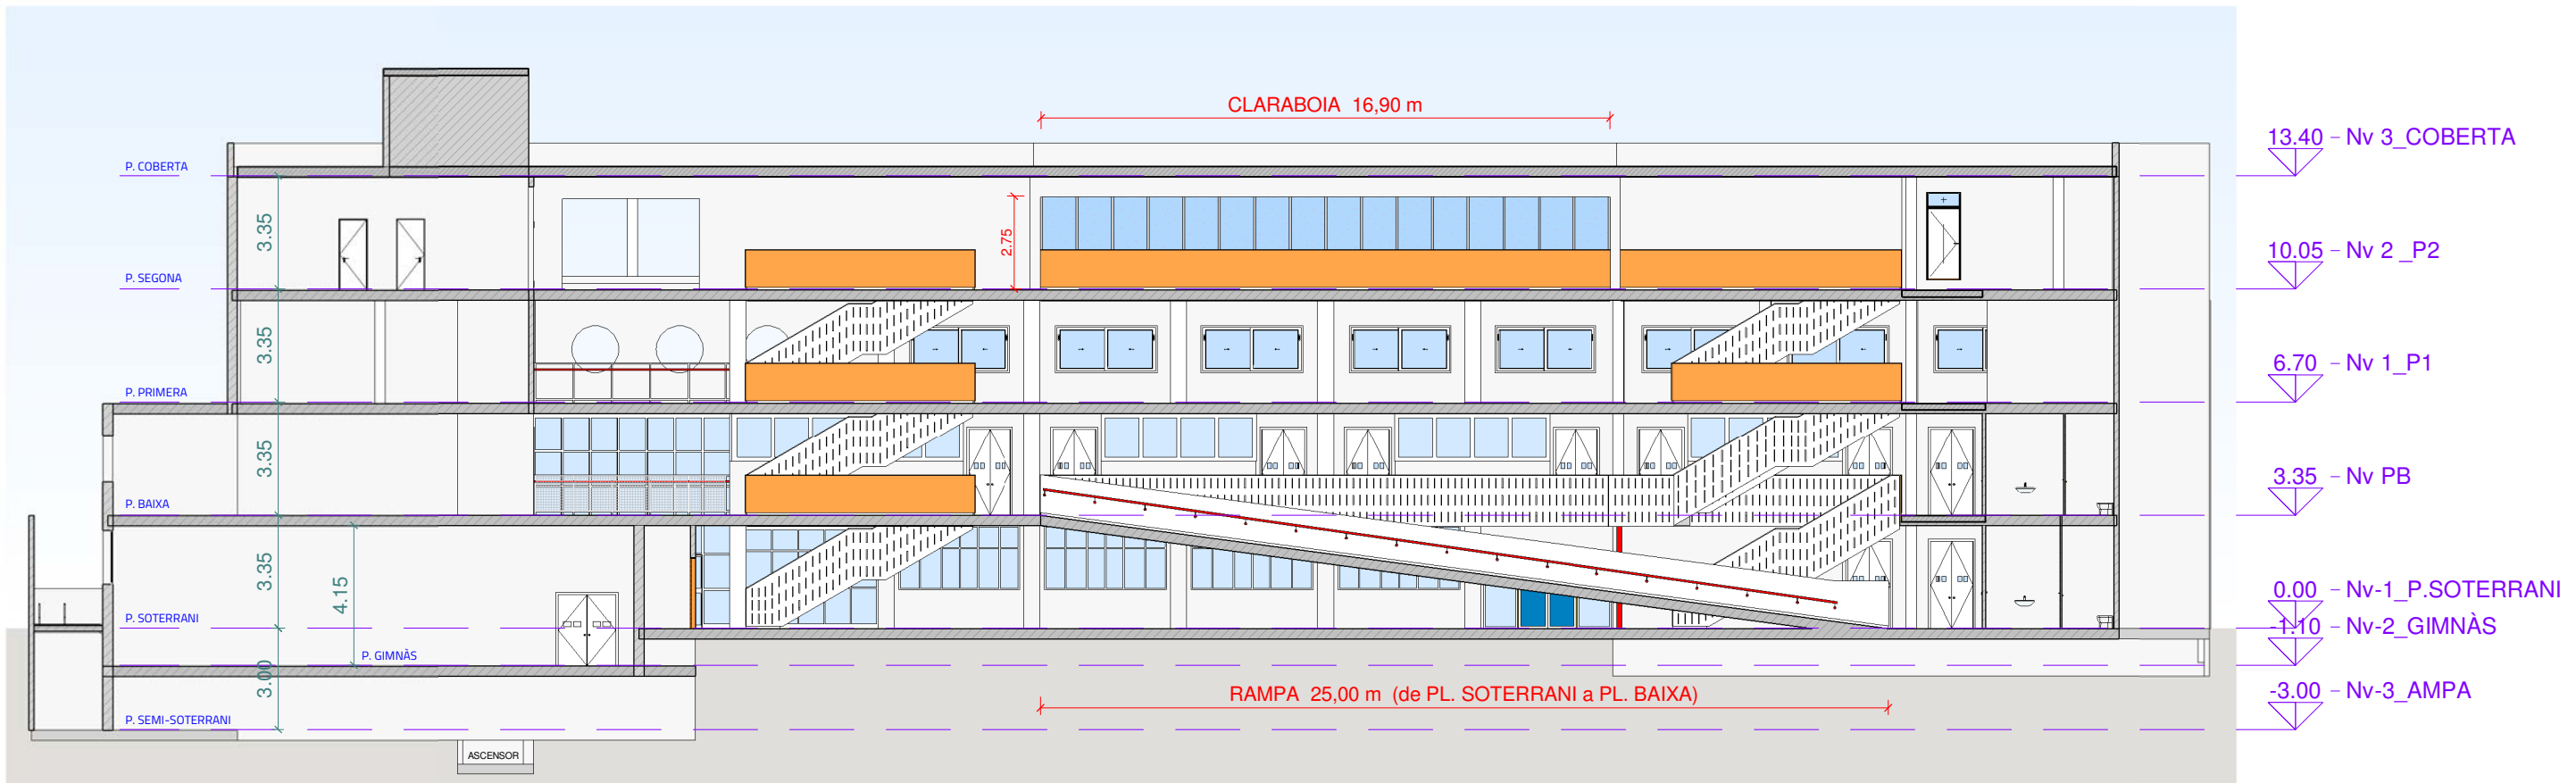 CLARABOIA 16,90 m
13.40 - Nv 3_COBERTA
P. COBERTA
3.35
2.75
10.05 - Nv 2 _P2
P. SEGONA
3.35
6.70 - Nv 1_P1
P. PRIMERA
3.35
3.35 - Nv PB
P. BAIXA
3.35
4.15
0.00 - Nv-1_P.SOTERRANI
P. SOTERRANI
-1.10 - Nv-2_GIMNÀS
P. GIMNÀS
3.00
RAMPA 25,00 m (de PL. SOTERRANI a PL. BAIXA)
-3.00 - Nv-3_AMPA
P. SEMI-SOTERRANI
ASCENSOR